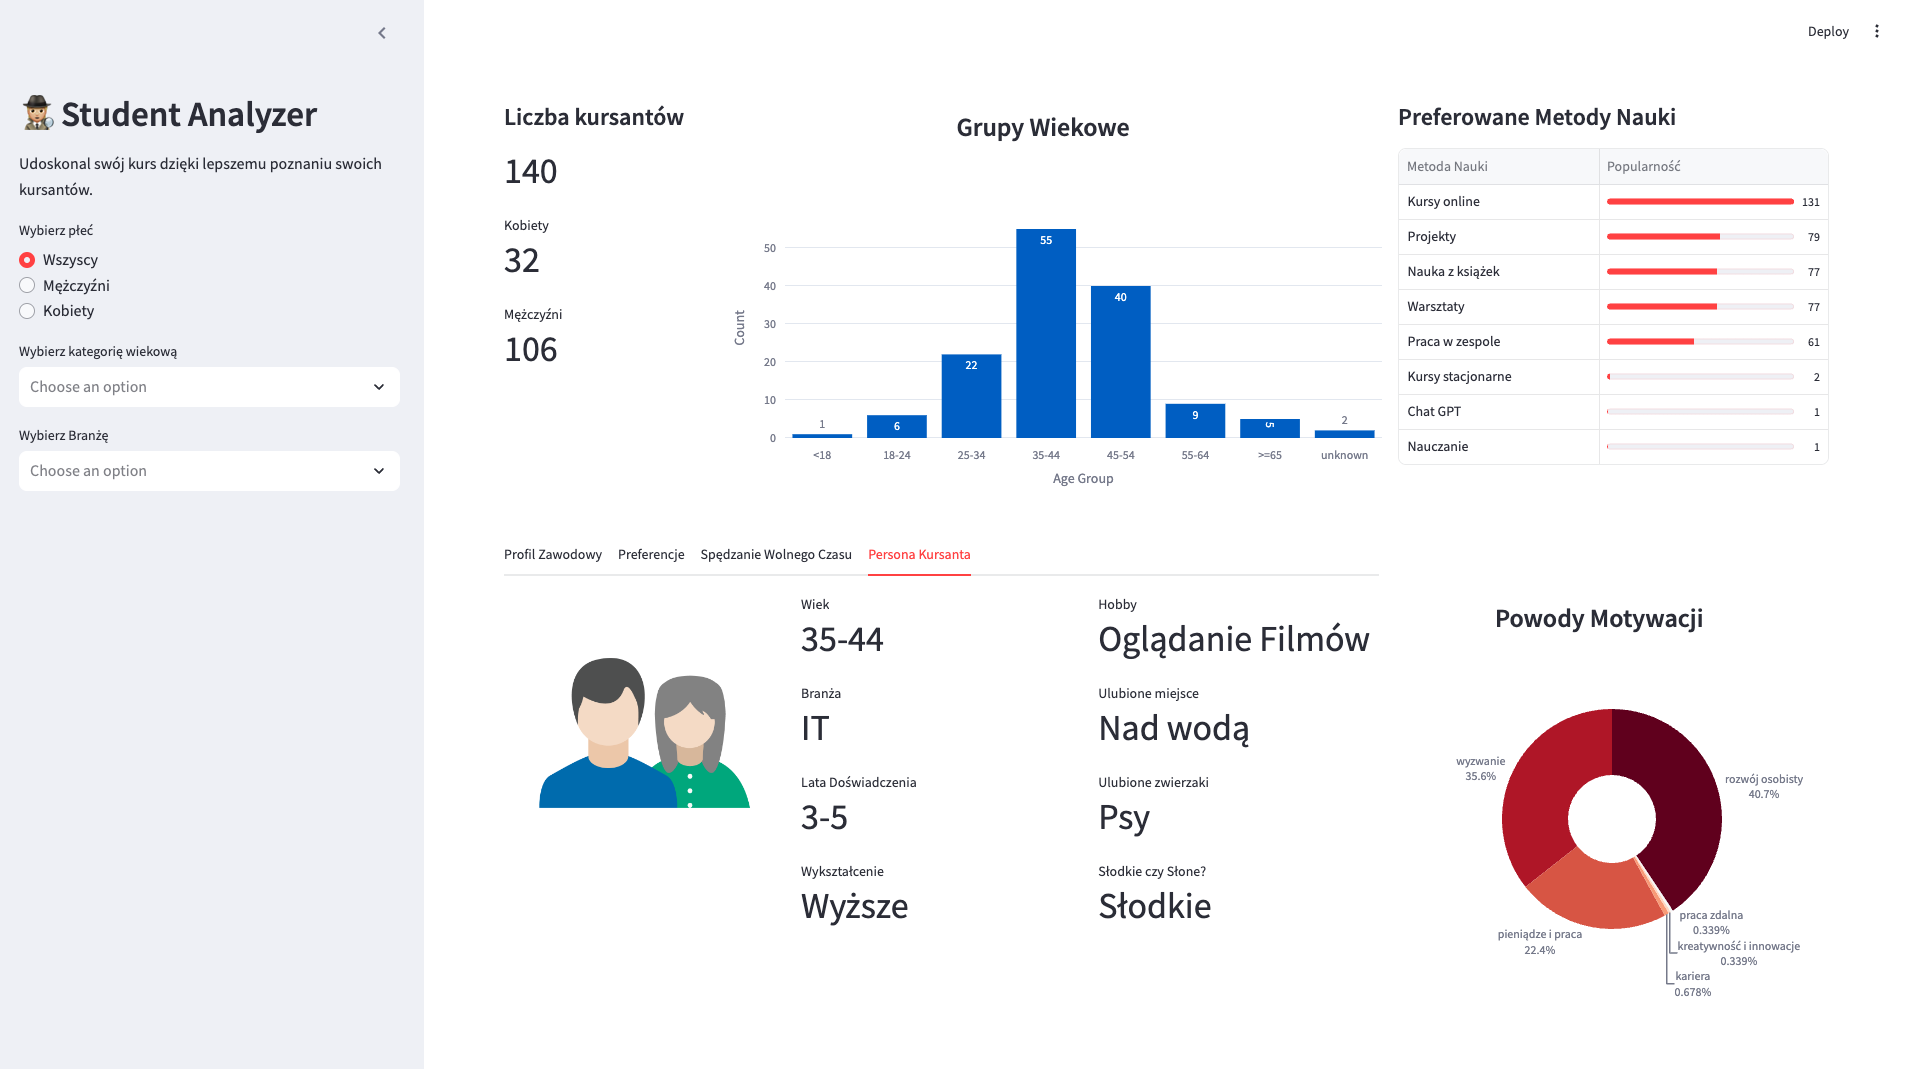 Deploy
Student Analyzer
Udoskonal swój kurs dzięki lepszemu poznaniu swoich
kursantów.
Wybierz płeć
Wszyscy
Mężczyźni
Kobiety
Wybierz kategorię wiekową
Choose an option
Wybierz Branżę
Choose an option
Liczba kursantów
140
Kobiety
32
Mężczyźni
106
Grupy Wiekowe
Count
50
40
30
20
10
0
1
6
22
55
40
9
5
2
<18
18-24
25-34
35-44
45-54
55-64
>=65
unknown
Age Group
Preferowane Metody Nauki
Metoda Nauki Popularność
Kursy online 131
Projekty 79
Nauka z książek 77
Warsztaty 77
Praca w zespole 61
Kursy stacjonarne 2
Chat GPT 1
Nauczanie 1
Profil Zawodowy Preferencje Spędzanie Wolnego Czasu Persona Kursanta
Wiek
35-44
Branża
IT
Lata Doświadczenia
3-5
Wykształcenie
Wyższe
Hobby
Oglądanie Filmów
Ulubione miejsce
Nad wodą
Ulubione zwierzaki
Psy
Słodkie czy Słone?
Słodkie
Powody Motywacji
wyzwanie
35.6%
rozwój osobisty
40.7%
pieniądze i praca
22.4%
praca zdalna
0.339%
kreatywność i innowacje
0.339%
kariera
0.678%